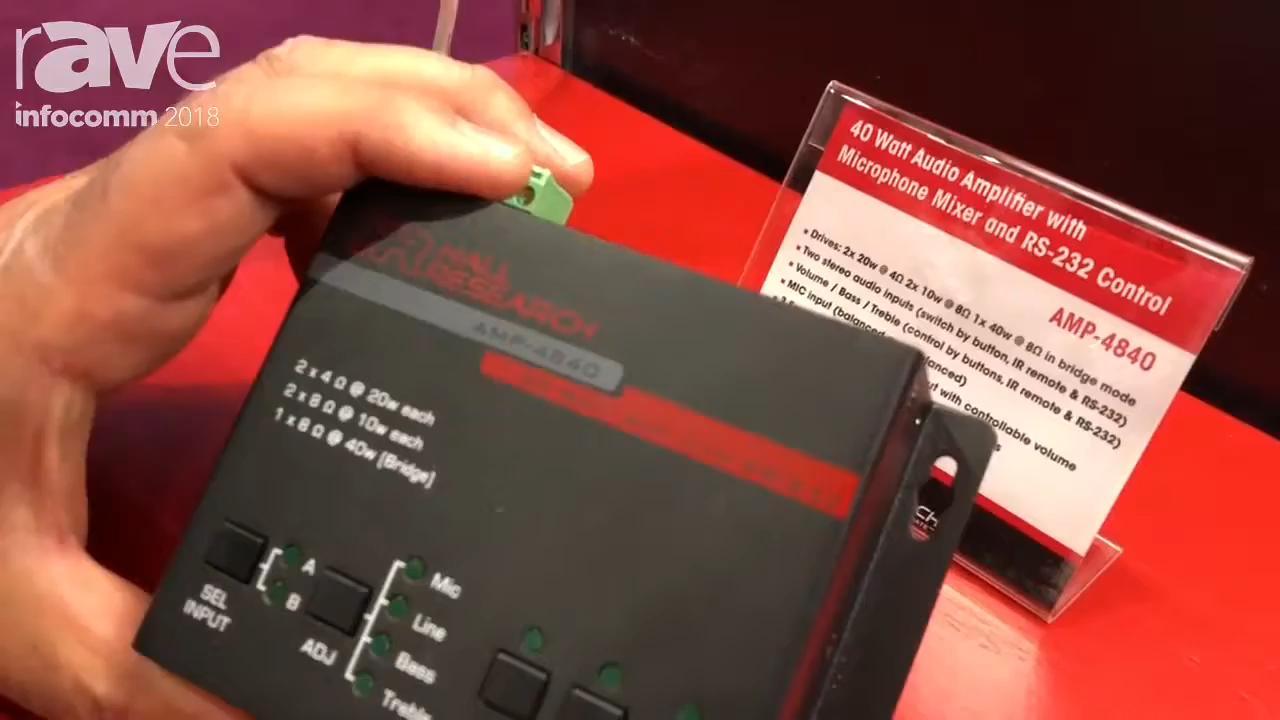 rAVe
infocomm 2018
40 Watt Audio Amplifier with
Microphone Mixer and RS-232 Control
AMP-4840
• Drives: 2x 20w @ 4Ω 2x 10w @ 8Ω 1x 40w @ 8Ω in bridge mode
• Two stereo audio inputs (switch by button, IR remote & RS-232)
• Volume / Bass / Treble (control by buttons, IR remote & RS-232)
• MIC input (balanced
with controllable volume
HALL
RESEARCH
AMP-4840
2 x 4 Ω @ 20w each
2 x 8 Ω @ 10w each
1 x 8 Ω @ 40w [Bridge]
SEL
INPUT
A
B
ADJ
Mic
Line
Bass
Treble
CH